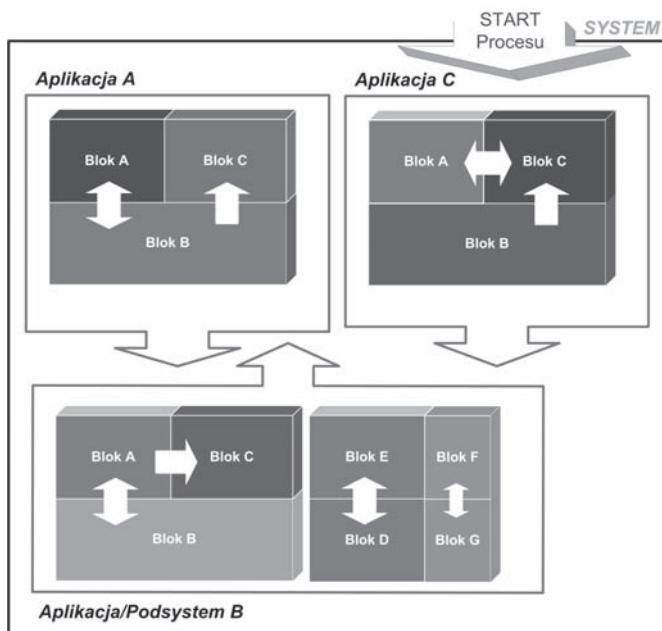 START
Procesu
SYSTEM
Aplikacja A
Aplikacja C
Blok A
Blok C
Blok B
Blok A
Blok C
Blok B
Blok A
Blok C
Blok B
Blok E
Blok F
Blok D
Blok G
Aplikacja/Podsystem B